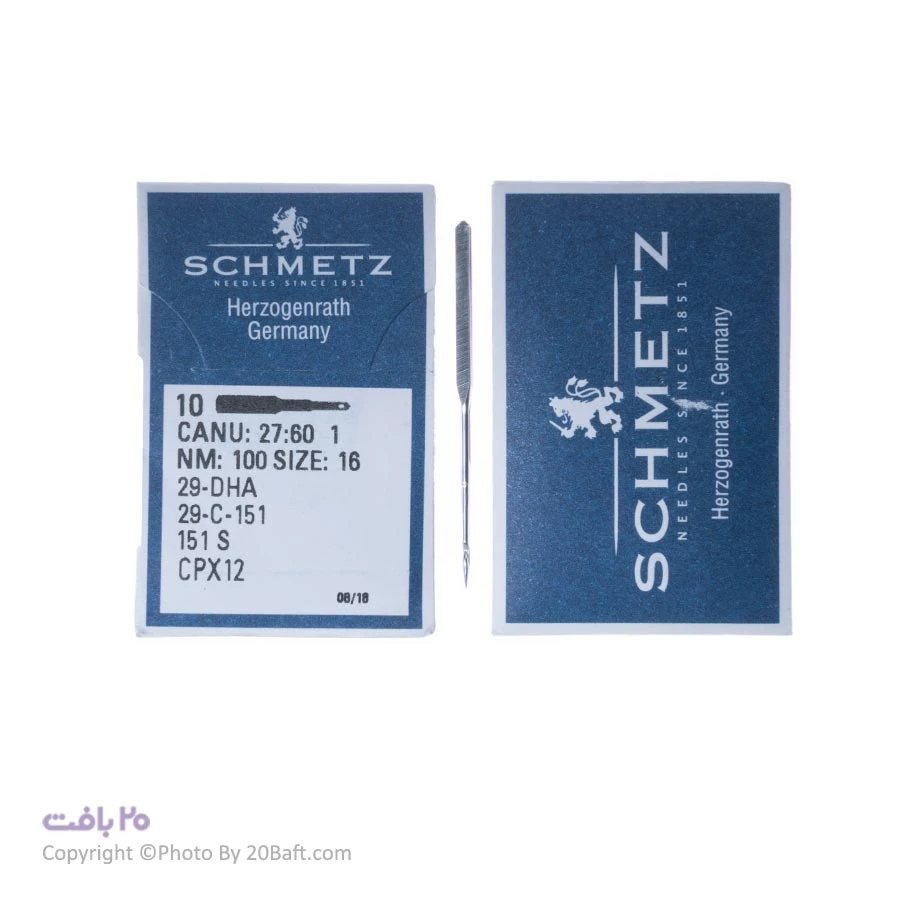 SCHMETZ
NEEDLES SINCE 1851
Herzogenrath
Germany
10
CANU: 27:60 1
NM: 100 SIZE: 16
29-DHA
29-C-151
151 S
CPX12
08/18
SCHMETZ
NEEDLES SINCE 1851
Herzogenrath · Germany
۲۰ بافت
Copyright ©Photo By 20Baft.com